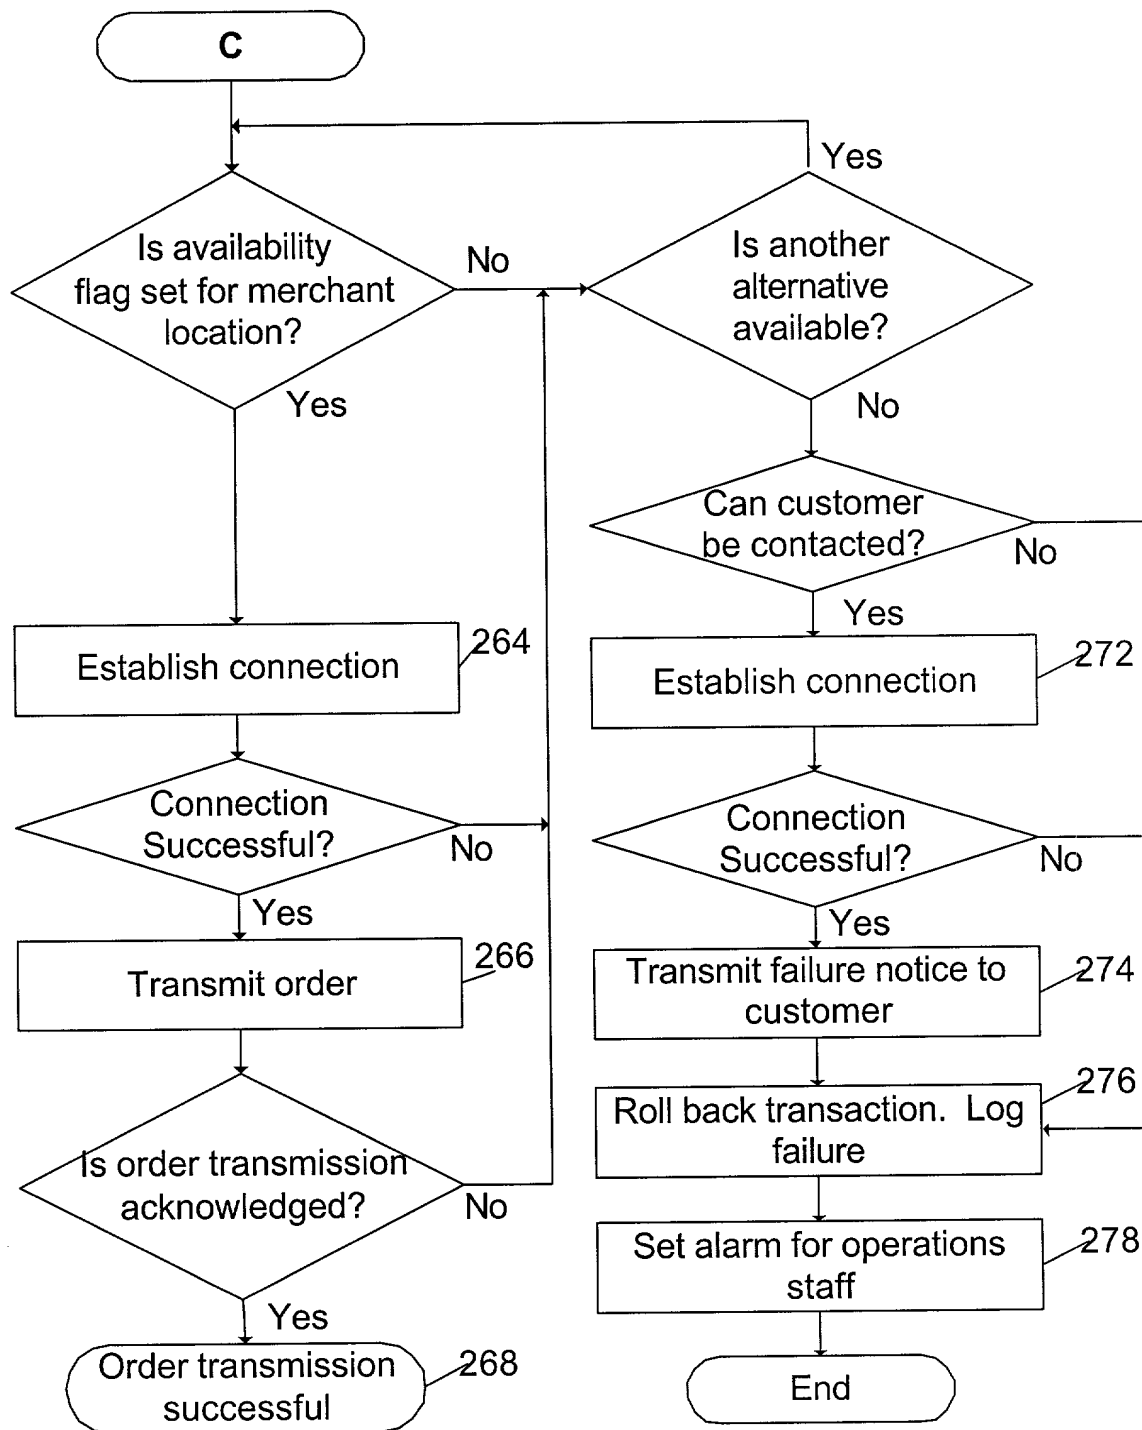 C
Yes
Is availability
flag set for merchant
location?
No
Is another
alternative
available?
Yes
No
Can customer
be contacted?
No
Yes
Establish connection
264
Establish connection
272
Connection
Successful?
No
Connection
Successful?
No
Yes
Yes
Transmit order
266
Transmit failure notice to
customer
274
Roll back transaction. Log
failure
276
Is order transmission
acknowledged?
No
Set alarm for operations
staff
278
Yes
Order transmission
successful
268
End